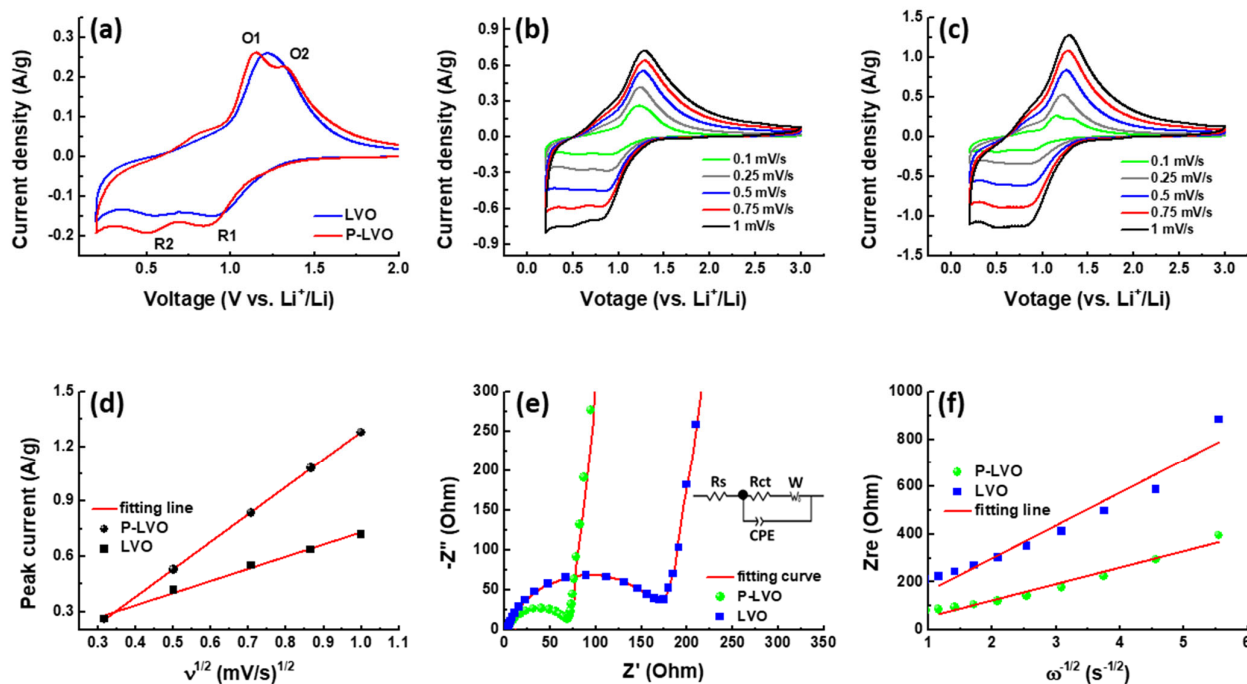 (a)
Current density (A/g)
0.3
0.2
0.1
0.0
-0.1
-0.2
O1
O2
R2
R1
LVO
P-LVO
0.5
1.0
1.5
2.0
Voltage (V vs. Li⁺/Li)
(b)
Current density (A/g)
0.9
0.6
0.3
0.0
-0.3
-0.6
-0.9
0.1 mV/s
0.25 mV/s
0.5 mV/s
0.75 mV/s
1 mV/s
0.0 0.5 1.0 1.5 2.0 2.5 3.0
Votage (vs. Li⁺/Li)
(c)
Current density (A/g)
1.5
1.0
0.5
0.0
-0.5
-1.0
-1.5
0.1 mV/s
0.25 mV/s
0.5 mV/s
0.75 mV/s
1 mV/s
0.0 0.5 1.0 1.5 2.0 2.5 3.0
Votage (vs. Li⁺/Li)
(d)
Peak current (A/g)
1.5
1.2
0.9
0.6
0.3
fitting line
P-LVO
LVO
0.3 0.4 0.5 0.6 0.7 0.8 0.9 1.0 1.1
ν^1/2 (mV/s)^1/2
(e)
-Z" (Ohm)
300
250
200
150
100
50
0
Rs
Rct
W
CPE
fitting curve
P-LVO
LVO
0 50 100 150 200 250 300 350
Z' (Ohm)
(f)
Zre (Ohm)
1000
800
600
400
200
0
P-LVO
LVO
fitting line
1 2 3 4 5 6
ω^-1/2 (s^-1/2)